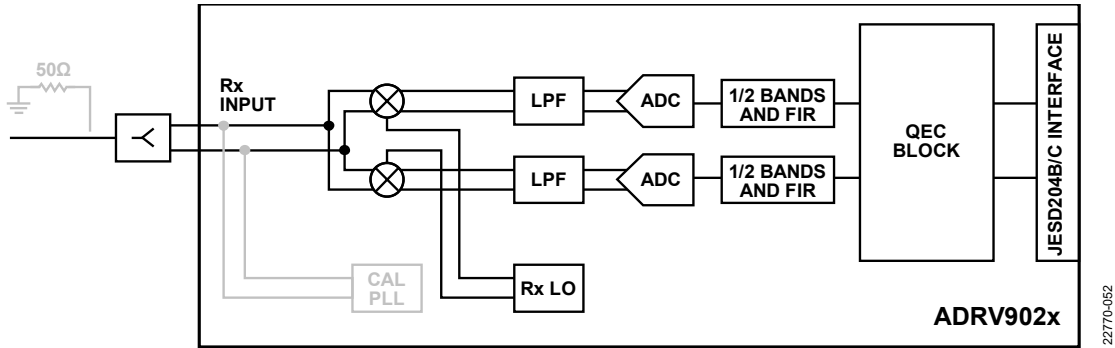 50Ω
Rx
INPUT
LPF
ADC
1/2 BANDS
AND FIR
QEC
BLOCK
JESD204B/C INTERFACE
LPF
ADC
1/2 BANDS
AND FIR
CAL
PLL
Rx LO
ADRV902x
22770-052